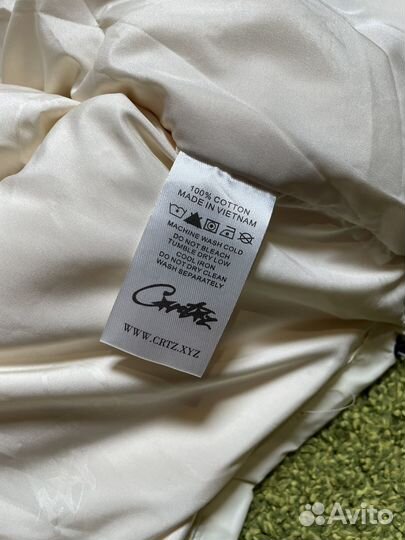 100% COTTON
MADE IN VIETNAM
MACHINE WASH COLD
DO NOT BLEACH
TUMBLE DRY LOW
COOL IRON
DO NOT DRY CLEAN
WASH SEPARATELY
WWW.CRTZ.XYZ
Avito